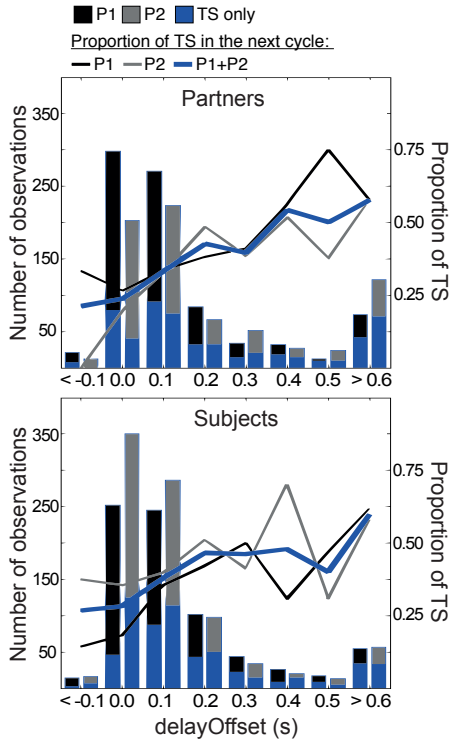 P1 P2 TS only
Proportion of TS in the next cycle:
P1 P2 P1+P2
Partners
Number of observations
350
250
150
50
0.75
0.50
0.25
Proportion of TS
< -0.1 0.0 0.1 0.2 0.3 0.4 0.5 > 0.6
Subjects
Number of observations
350
250
150
50
0.75
0.50
0.25
Proportion of TS
< -0.1 0.0 0.1 0.2 0.3 0.4 0.5 > 0.6
delayOffset (s)